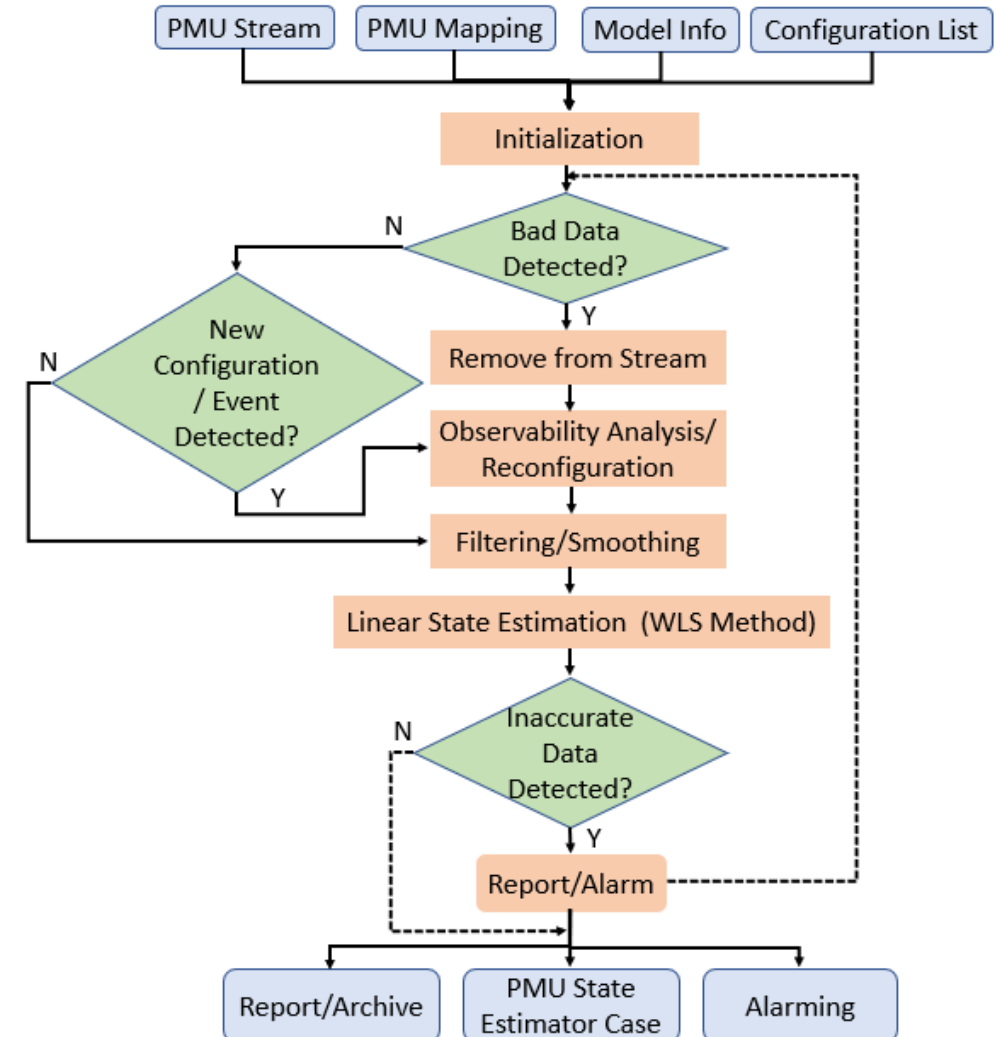 PMU Stream
PMU Mapping
Model Info
Configuration List
Initialization
Bad Data
Detected?
N
Y
New
Configuration
/ Event
Detected?
N
Y
Remove from Stream
Observability Analysis/
Reconfiguration
Filtering/Smoothing
Linear State Estimation (WLS Method)
Inaccurate
Data
Detected?
N
Y
Report/Alarm
Report/Archive
PMU State
Estimator Case
Alarming